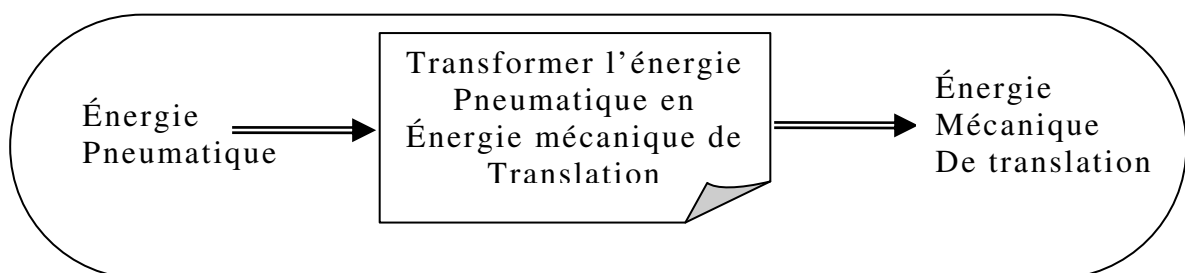 Énergie
Pneumatique
Transformer l’énergie
Pneumatique en
Énergie mécanique de
Translation
Énergie
Mécanique
De translation